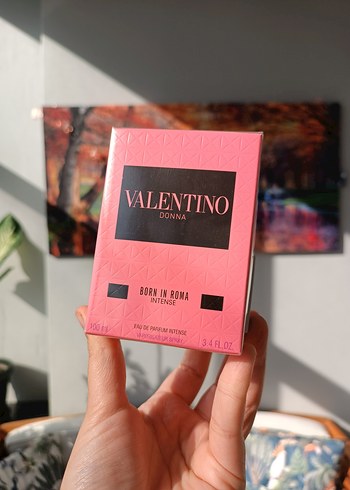 VALENTINO
DONNA
BORN IN ROMA
INTENSE
EAU DE PARFUM INTENSE
3.4 FL.OZ.